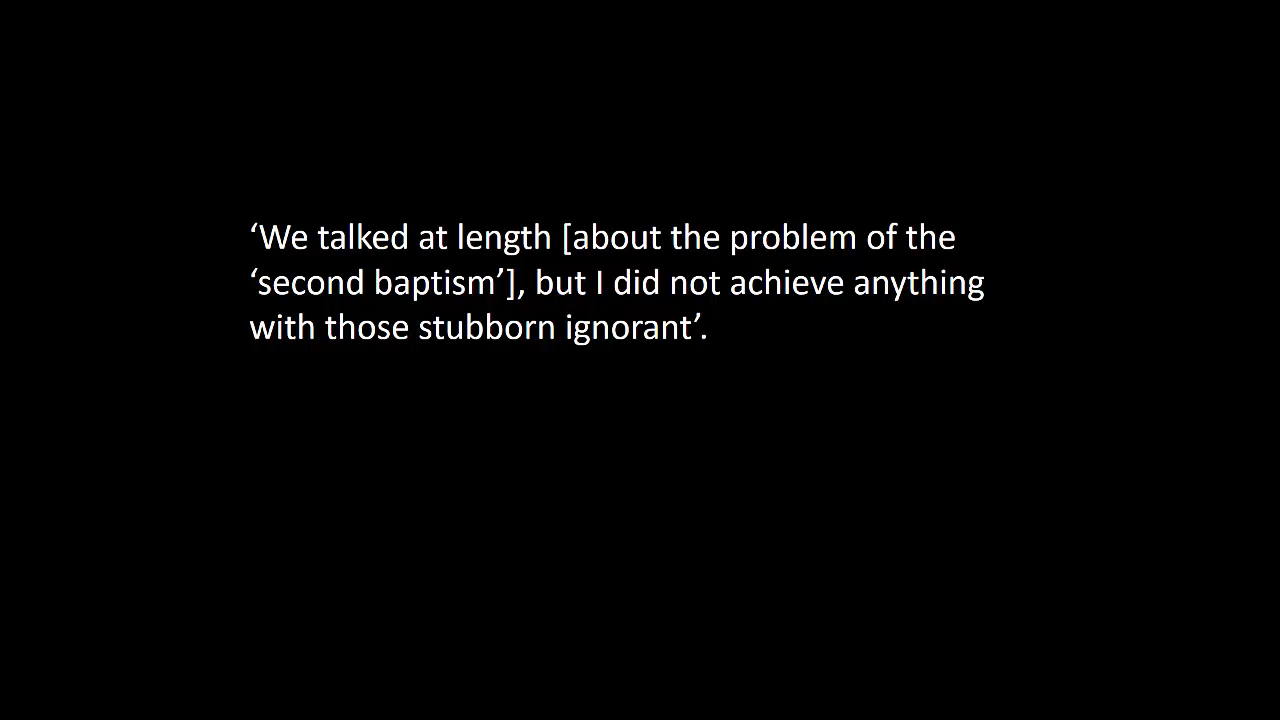 ‘We talked at length [about the problem of the
‘second baptism’], but I did not achieve anything
with those stubborn ignorant’.